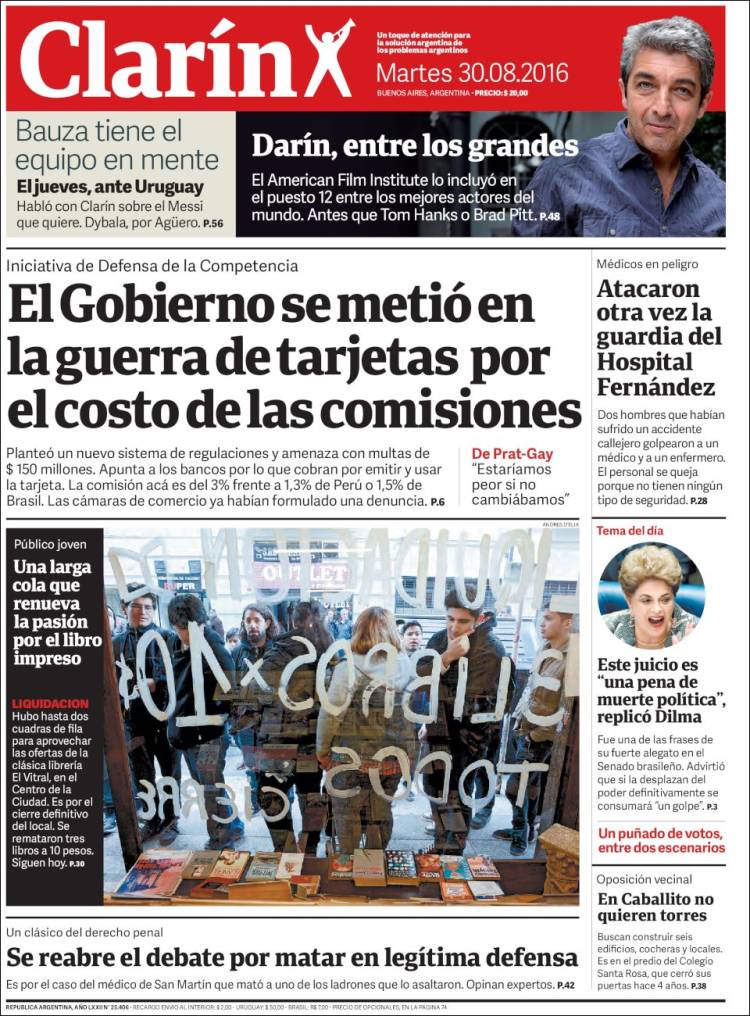 Clarín
Un toque de atención para
la solución argentina de
los problemas argentinos
Martes 30.08.2016
BUENOS AIRES, ARGENTINA - PRECIO: $ 20,00
Bauza tiene el
equipo en mente
El jueves, ante Uruguay
Habló con Clarín sobre el Messi
que quiere. Dybala, por Agüero. P.56
Darín, entre los grandes
El American Film Institute lo incluyó en
el puesto 12 entre los mejores actores del
mundo. Antes que Tom Hanks o Brad Pitt. P.48
Iniciativa de Defensa de la Competencia
El Gobierno se metió en
la guerra de tarjetas por
el costo de las comisiones
Planteó un nuevo sistema de regulaciones y amenaza con multas de
$ 150 millones. Apunta a los bancos por lo que cobran por emitir y usar
la tarjeta. La comisión acá es del 3% frente a 1,3% de Perú o 1,5% de
Brasil. Las cámaras de comercio ya habían formulado una denuncia. P.6
De Prat-Gay
“Estaríamos
peor si no
cambiábamos”
Médicos en peligro
Atacaron
otra vez la
guardia del
Hospital
Fernández
Dos hombres que habían
sufrido un accidente
callejero golpearon a un
médico y a un enfermero.
El personal se queja
porque no tienen ningún
tipo de seguridad. P.28
ANDRES D'ELIA
Público joven
Una larga
cola que
renueva
la pasión
por el libro
impreso
LIQUIDACION
Hubo hasta dos
cuadras de fila
para aprovechar
las ofertas de la
clásica librería
El Vitral, en el
Centro de la
Ciudad. Es por el
cierre definitivo
del local. Se
remataron tres
libros a 10 pesos.
Siguen hoy. P.30
OUTLET
LIQUIDACION
3 LIBROS x $10
TODOS
CIERRE
Tema del día
Este juicio es
“una pena de
muerte política”,
replicó Dilma
Fue una de las frases de
su fuerte alegato en el
Senado brasileño. Advirtió
que si la desplazan del
poder definitivamente se
consumará “un golpe”. P.3
Un puñado de votos,
entre dos escenarios
Oposición vecinal
En Caballito no
quieren torres
Buscan construir seis
edificios, cocheras y locales.
Es en el predio del Colegio
Santa Rosa, que cerró sus
puertas hace 4 años. P.38
Un clásico del derecho penal
Se reabre el debate por matar en legítima defensa
Es por el caso del médico de San Martín que mató a uno de los ladrones que lo asaltaron. Opinan expertos. P.42
REPUBLICA ARGENTINA, AÑO LXXII N° 25.406 - RECARGO ENVIO AL INTERIOR: $ 2,00 - URUGUAY: $ 50,00 - BRASIL: R$ 7,00 - PRECIO DE OPCIONALES, EN LA PAGINA 74